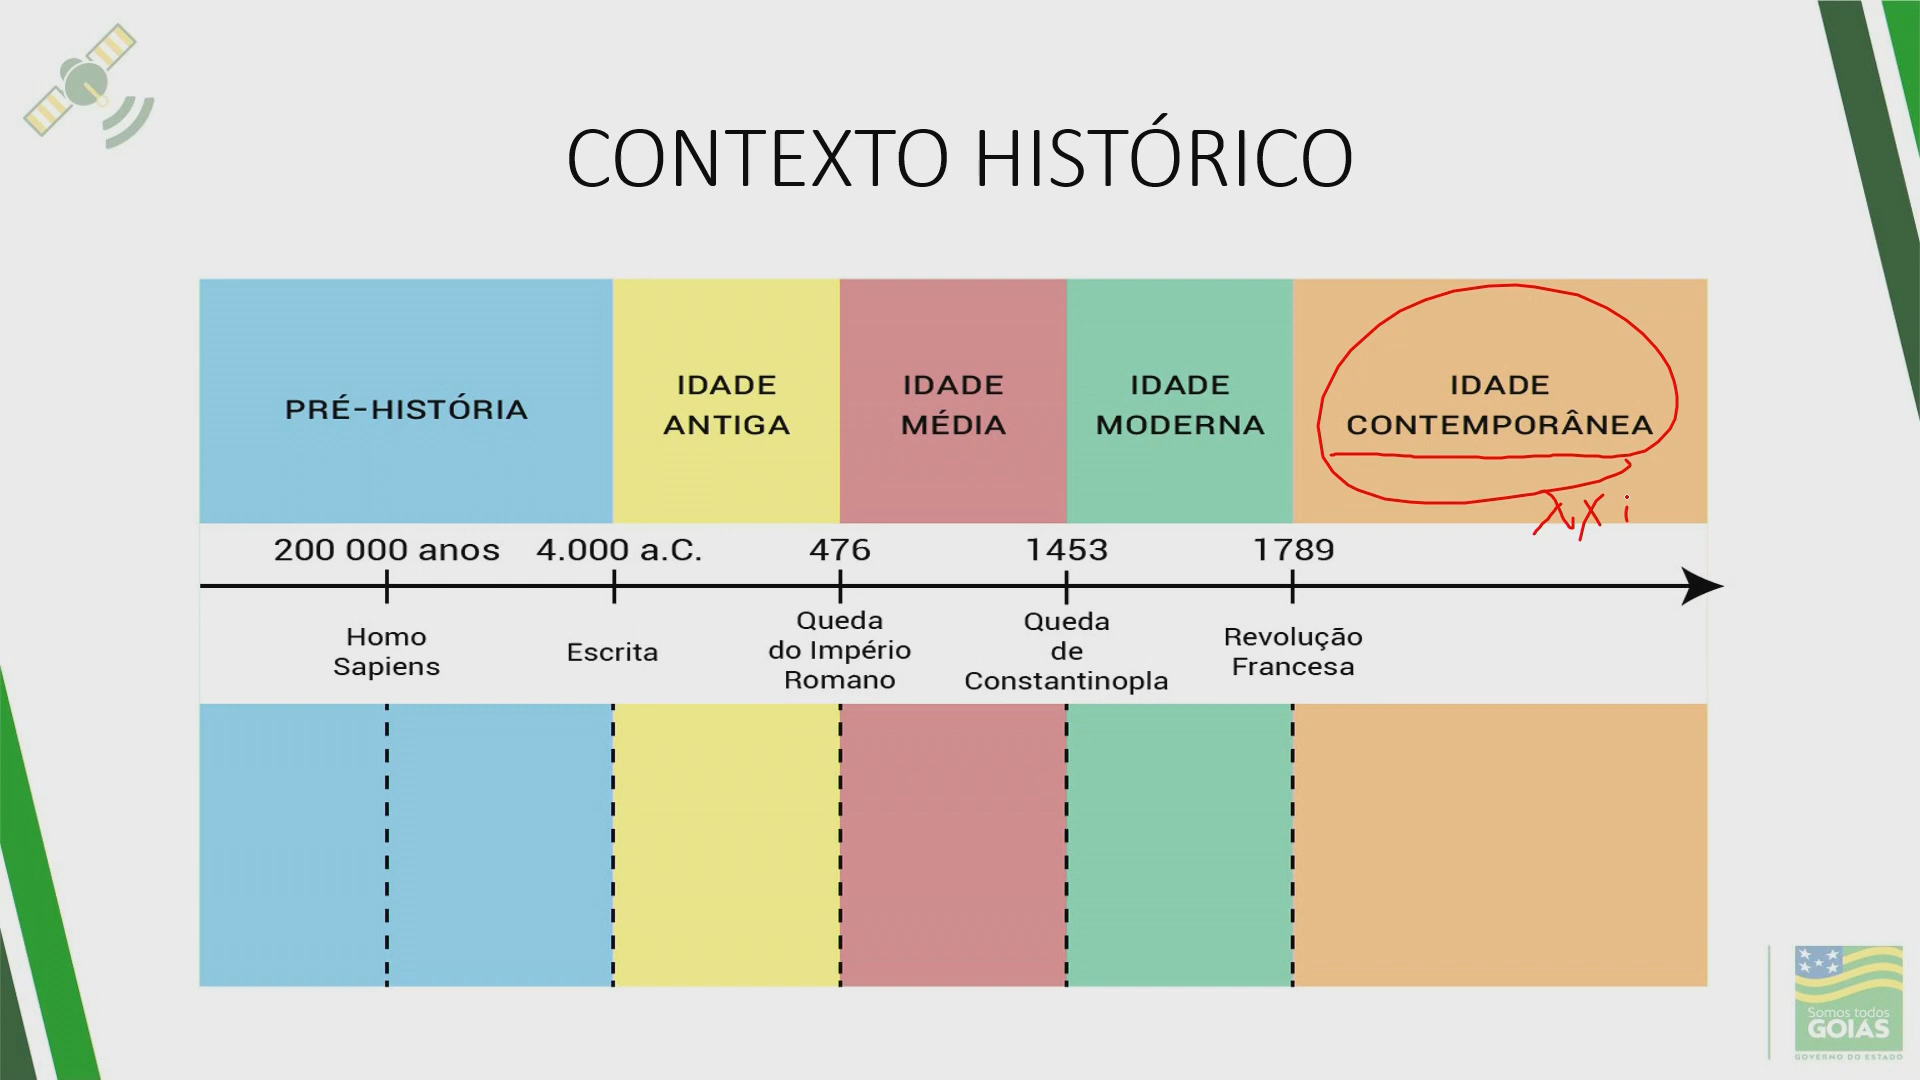 CONTEXTO HISTÓRICO
PRÉ-HISTÓRIA
IDADE
ANTIGA
IDADE
MÉDIA
IDADE
MODERNA
IDADE
CONTEMPORÂNEA
XXi
200 000 anos
4.000 a.C.
476
1453
1789
Homo
Sapiens
Escrita
Queda
do Império
Romano
Queda
de
Constantinopla
Revolução
Francesa
Somos todos
GOIÁS
GOVERNO DO ESTADO